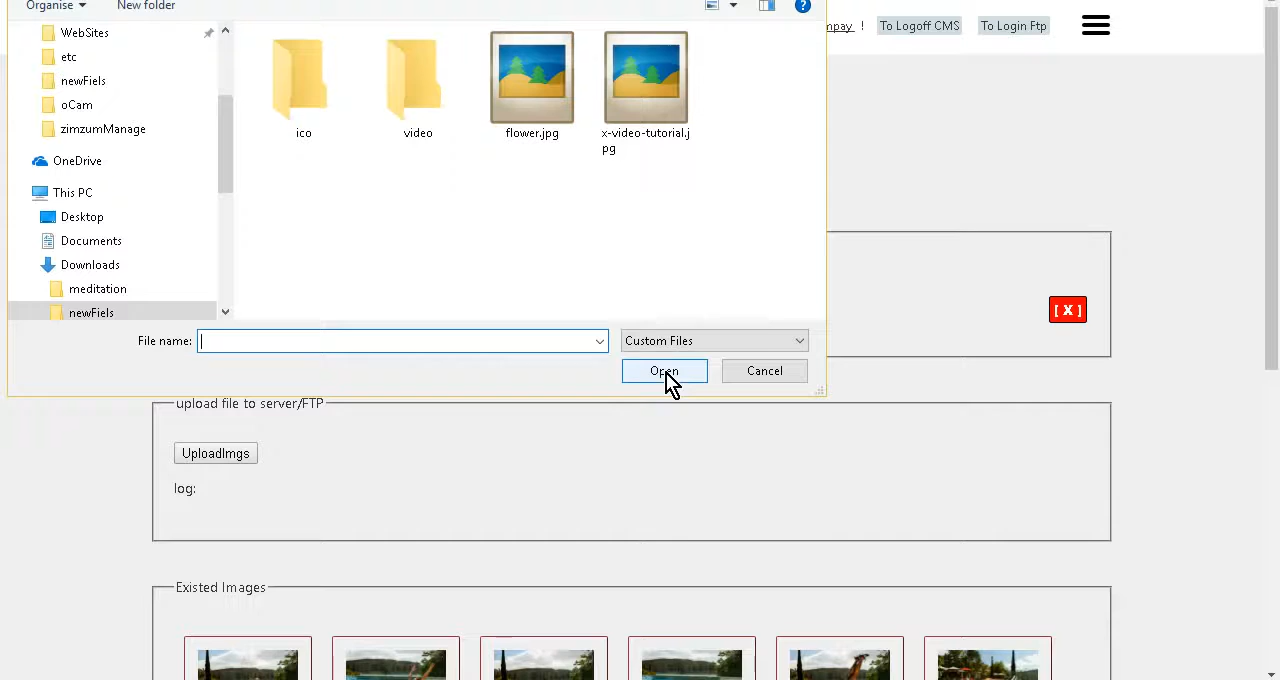 Organise New folder
mpay ! To Logoff CMS To Login Ftp
WebSites
etc
newFiels
oCam
zimzumManage
OneDrive
This PC
Desktop
Documents
Downloads
meditation
newFiels
ico
video
flower.jpg
x-video-tutorial.j
pg
File name: Custom Files
Open Cancel
[ X ]
upload file to server/FTP
UploadImgs
log:
Existed Images